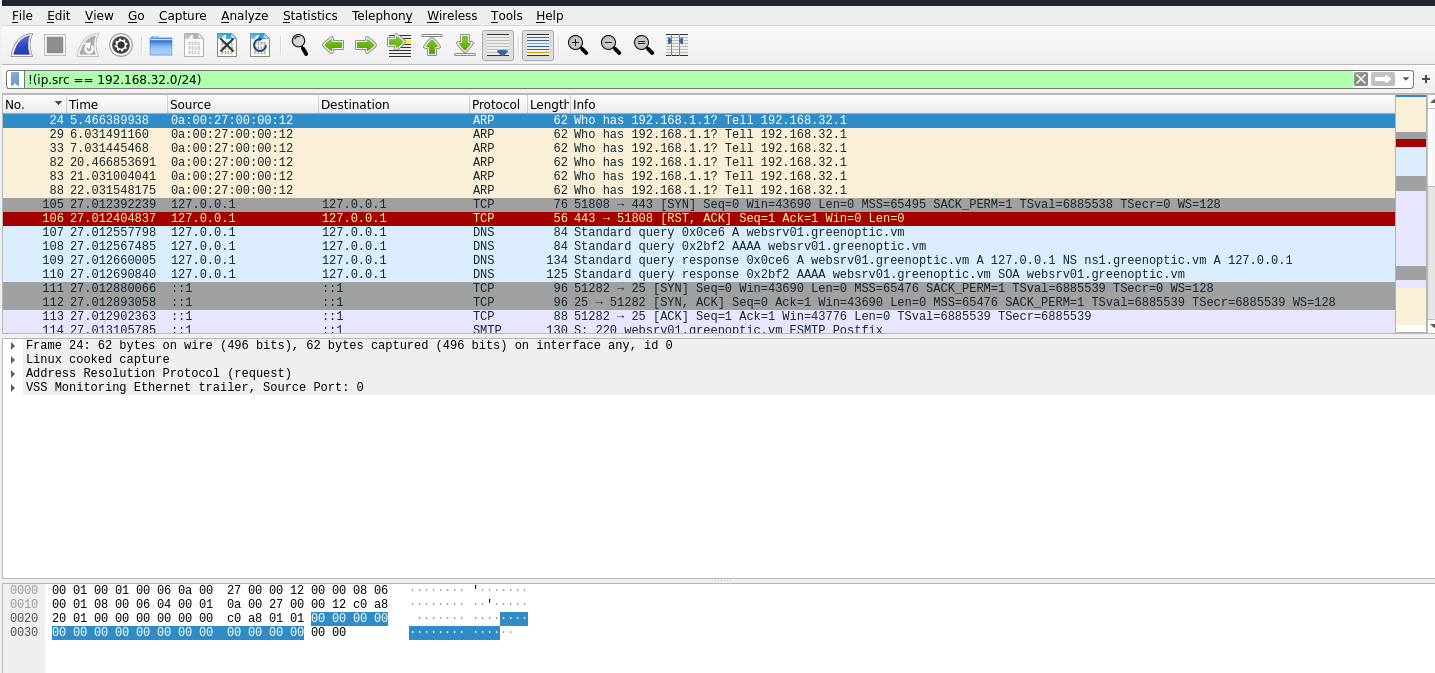 File Edit View Go Capture Analyze Statistics Telephony Wireless Tools Help
!(ip.src == 192.168.32.0/24)
No. Time Source Destination Protocol Length Info
24 5.466389938 0a:00:27:00:00:12 ARP 62 Who has 192.168.1.1? Tell 192.168.32.1
29 6.031491160 0a:00:27:00:00:12 ARP 62 Who has 192.168.1.1? Tell 192.168.32.1
33 7.031445468 0a:00:27:00:00:12 ARP 62 Who has 192.168.1.1? Tell 192.168.32.1
82 20.466853691 0a:00:27:00:00:12 ARP 62 Who has 192.168.1.1? Tell 192.168.32.1
83 21.031004041 0a:00:27:00:00:12 ARP 62 Who has 192.168.1.1? Tell 192.168.32.1
88 22.031548175 0a:00:27:00:00:12 ARP 62 Who has 192.168.1.1? Tell 192.168.32.1
105 27.012392239 127.0.0.1 127.0.0.1 TCP 76 51808 → 443 [SYN] Seq=0 Win=43690 Len=0 MSS=65495 SACK_PERM=1 TSval=6885538 TSecr=0 WS=128
106 27.012404837 127.0.0.1 127.0.0.1 TCP 56 443 → 51808 [RST, ACK] Seq=1 Ack=1 Win=0 Len=0
107 27.012557798 127.0.0.1 127.0.0.1 DNS 84 Standard query 0x0ce6 A websrv01.greenoptic.vm
108 27.012567485 127.0.0.1 127.0.0.1 DNS 84 Standard query 0x2bf2 AAAA websrv01.greenoptic.vm
109 27.012660005 127.0.0.1 127.0.0.1 DNS 134 Standard query response 0x0ce6 A websrv01.greenoptic.vm A 127.0.0.1 NS ns1.greenoptic.vm A 127.0.0.1
110 27.012690840 127.0.0.1 127.0.0.1 DNS 125 Standard query response 0x2bf2 AAAA websrv01.greenoptic.vm SOA websrv01.greenoptic.vm
111 27.012880066 ::1 ::1 TCP 96 51282 → 25 [SYN] Seq=0 Win=43690 Len=0 MSS=65476 SACK_PERM=1 TSval=6885539 TSecr=0 WS=128
112 27.012893058 ::1 ::1 TCP 96 25 → 51282 [SYN, ACK] Seq=0 Ack=1 Win=43690 Len=0 MSS=65476 SACK_PERM=1 TSval=6885539 TSecr=6885539 WS=128
113 27.012902363 ::1 ::1 TCP 88 51282 → 25 [ACK] Seq=1 Ack=1 Win=43776 Len=0 TSval=6885539 TSecr=6885539
114 27.013105785 ::1 ::1 SMTP 130 S: 220 websrv01.greenoptic.vm ESMTP Postfix
Frame 24: 62 bytes on wire (496 bits), 62 bytes captured (496 bits) on interface any, id 0
Linux cooked capture
Address Resolution Protocol (request)
VSS Monitoring Ethernet trailer, Source Port: 0
0000 00 01 00 01 00 06 0a 00 27 00 00 12 00 00 08 06 ········ '·······
0010 00 01 08 00 06 04 00 01 0a 00 27 00 00 12 c0 a8 ········ ··'·····
0020 20 01 00 00 00 00 00 00 c0 a8 01 01 00 00 00 00 ······· ········
0030 00 00 00 00 00 00 00 00 00 00 00 00 00 00 ········ ······